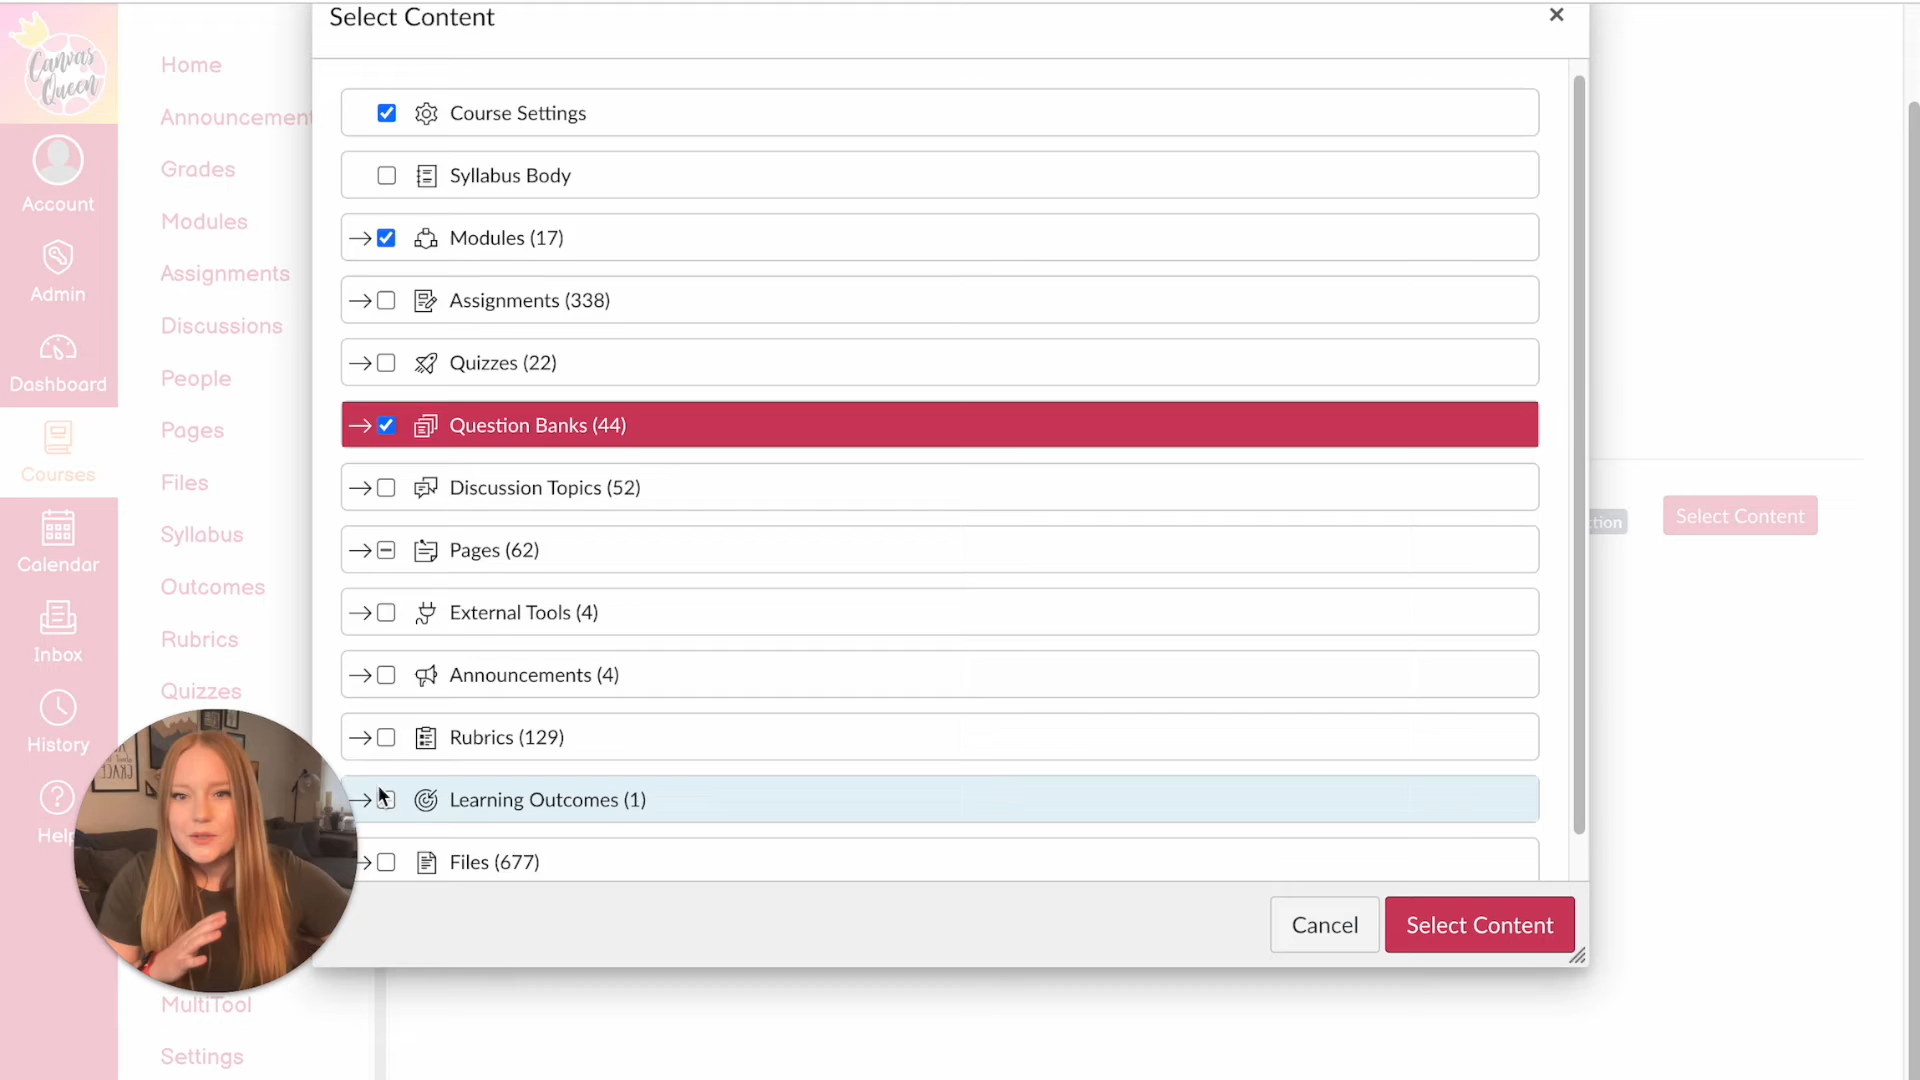 Select Content
Canvas
Queen
Account
Admin
Dashboard
Courses
Calendar
Inbox
History
Help
Home
Announcement
Grades
Modules
Assignments
Discussions
People
Pages
Files
Syllabus
Outcomes
Rubrics
Quizzes
MultiTool
Settings
Course Settings
Syllabus Body
Modules (17)
Assignments (338)
Quizzes (22)
Question Banks (44)
Discussion Topics (52)
Pages (62)
External Tools (4)
Announcements (4)
Rubrics (129)
Learning Outcomes (1)
Files (677)
Cancel
Select Content
ction
Select Content
GRACE